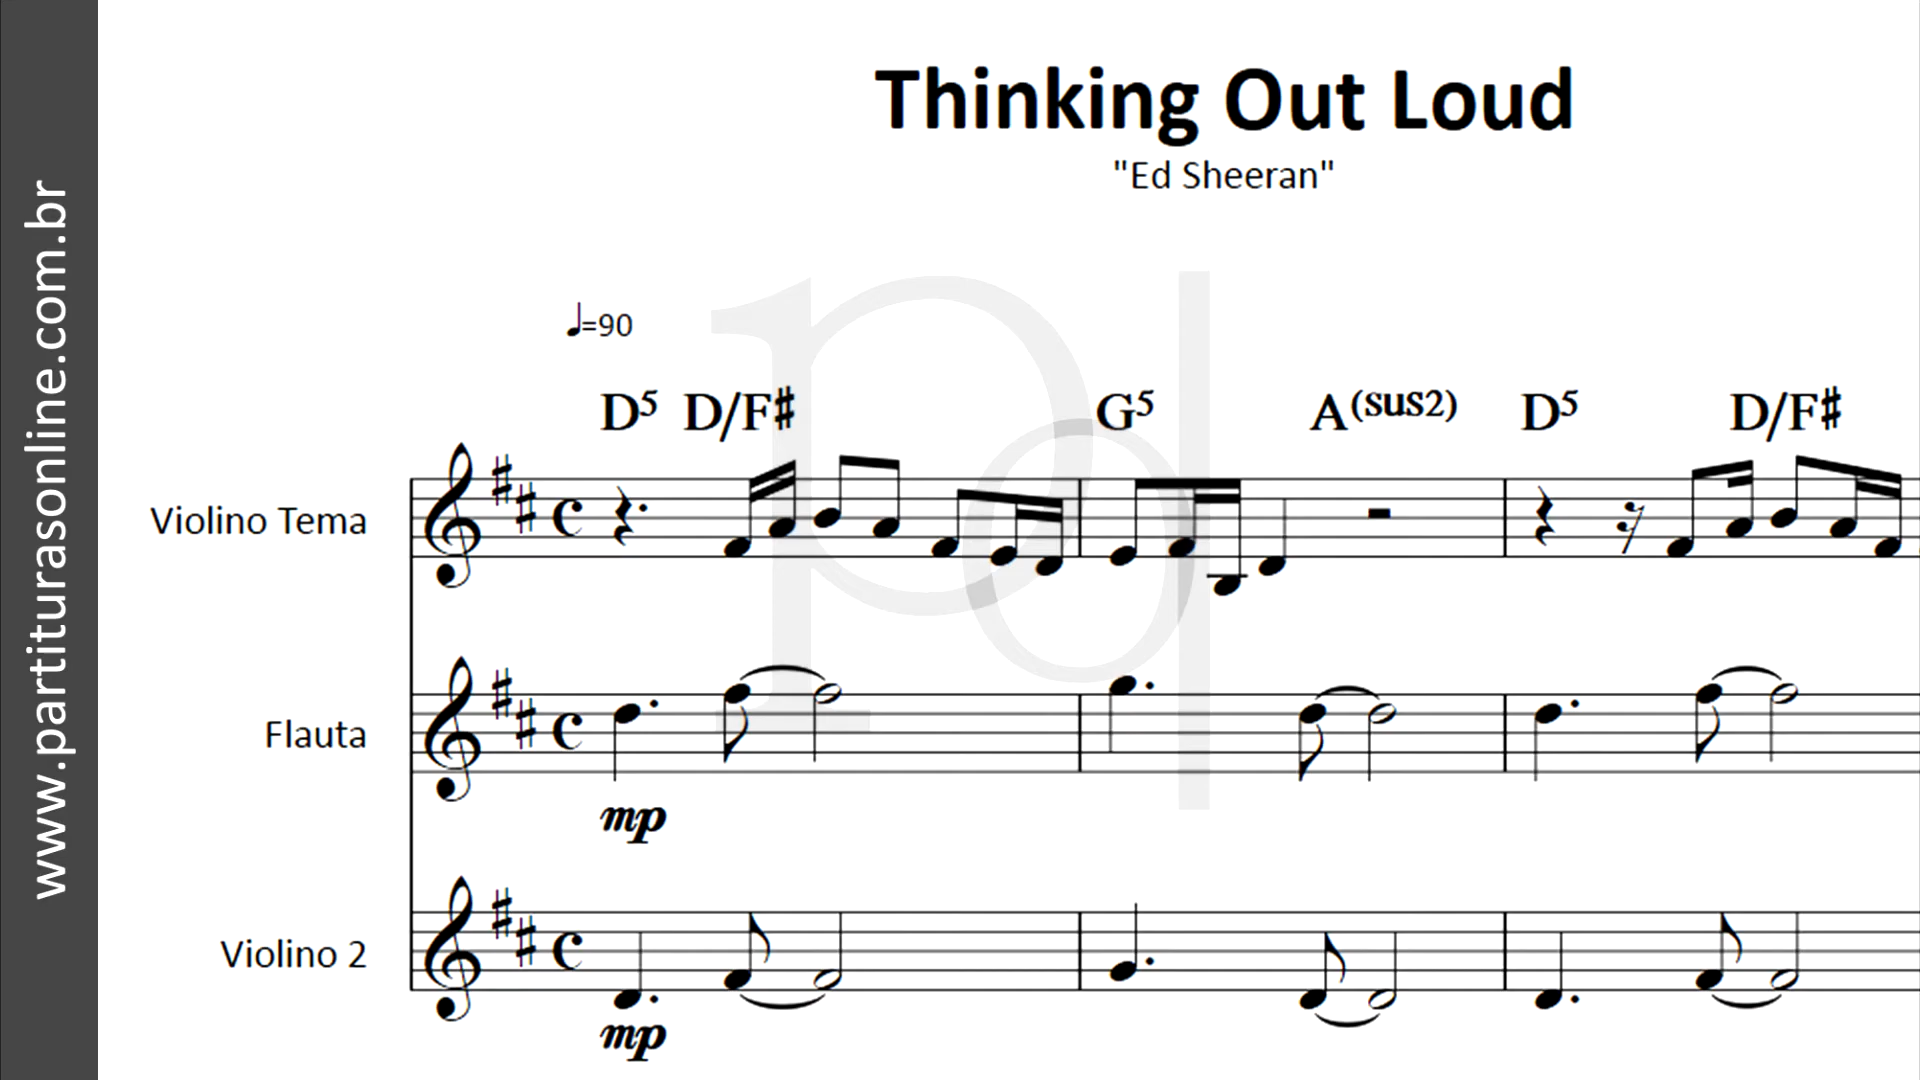 www.partiturasonline.com.br
Thinking Out Loud
"Ed Sheeran"
♩=90
D5 D/F♯ G5 A(sus2) D5 D/F♯
Violino Tema
Flauta
mp
Violino 2
mp